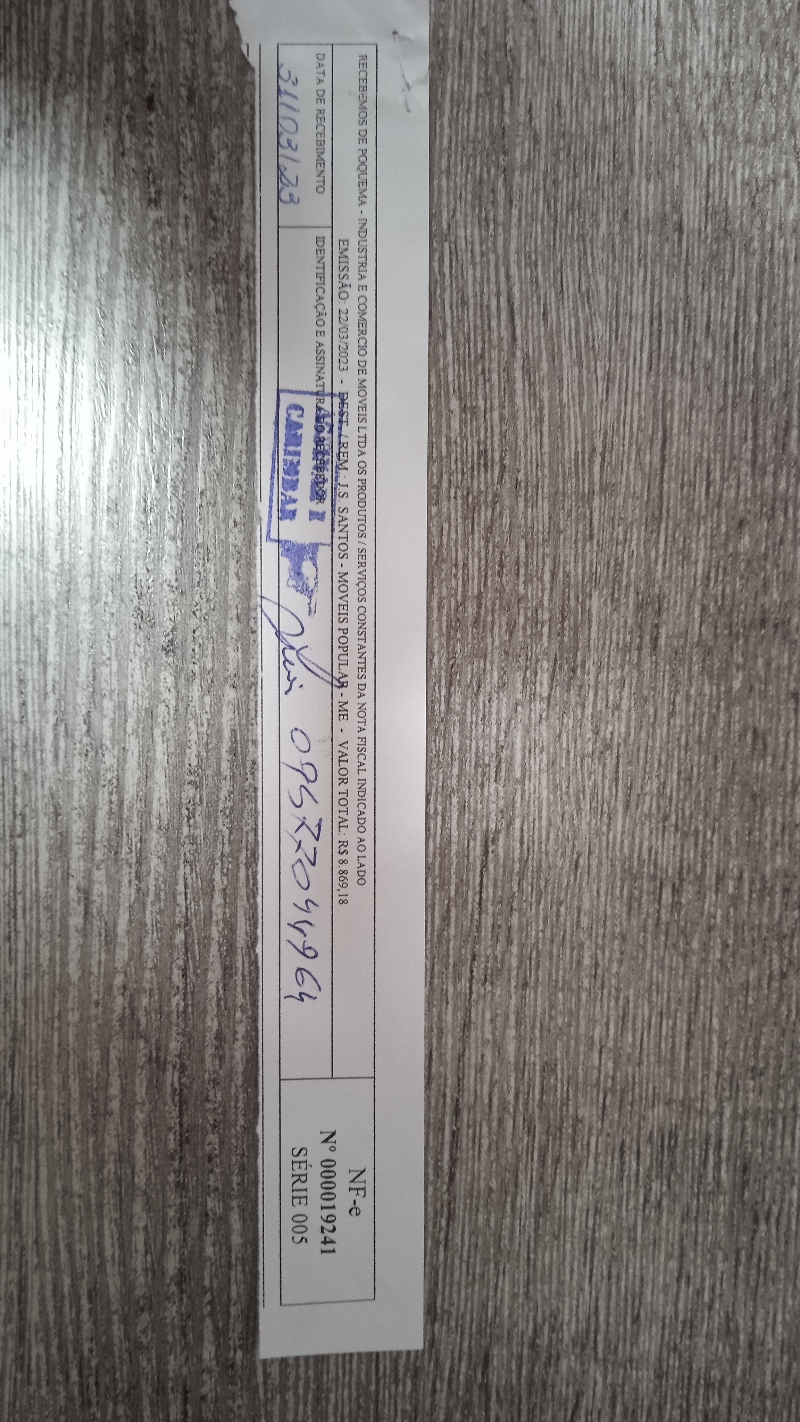 RECEBEMOS DE POQUEMA - INDUSTRIA E COMERCIO DE MOVEIS LTDA OS PRODUTOS / SERVIÇOS CONSTANTES DA NOTA FISCAL INDICADO AO LADO
EMISSÃO: 22/03/2023 - DEST. / REM.: J.S. SANTOS - MOVEIS POPULAR - ME - VALOR TOTAL: R$ 8.869,18
DATA DE RECEBIMENTO
31/03/23
IDENTIFICAÇÃO E ASSINATURA DO RECEBEDOR
CARIMBAR
NF-e
Nº 000019241
SÉRIE 005